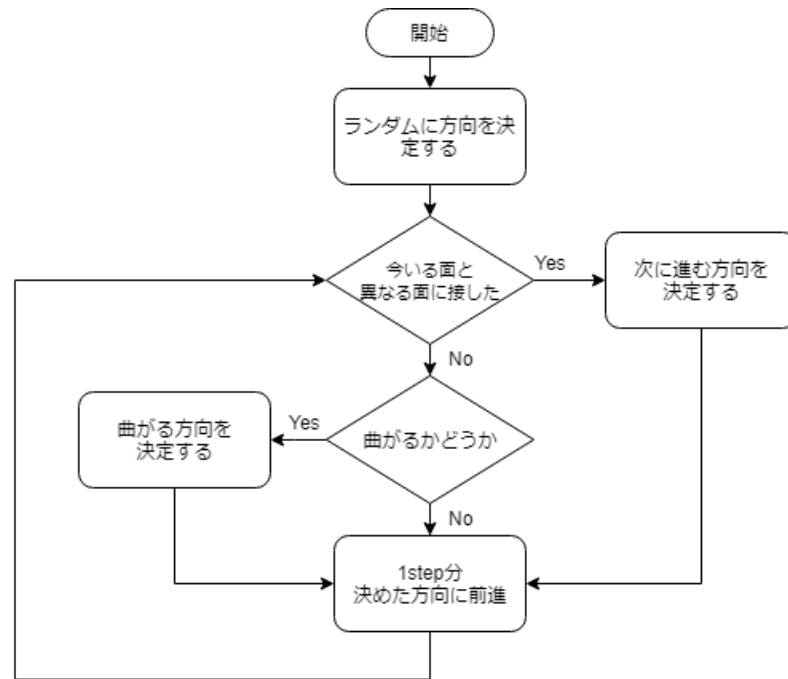 開始
ランダムに方向を決
定する
今いる面と
異なる面に接した
Yes
次に進む方向を
決定する
No
曲がる方向を
決定する
Yes
曲がるかどうか
No
1step分
決めた方向に前進